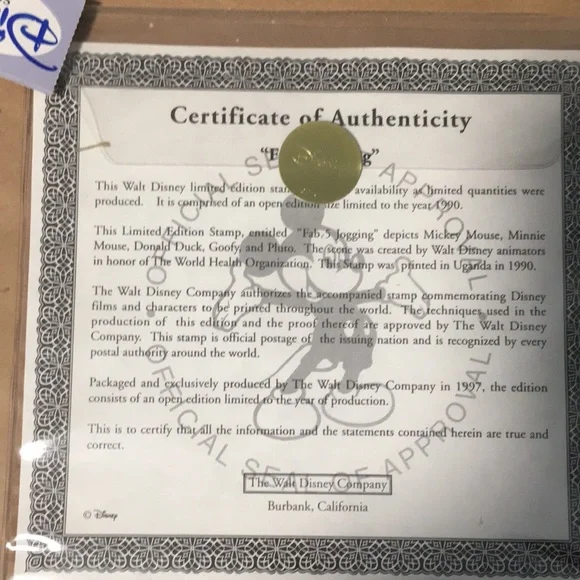 Dis
Certificate of Authenticity
"F g"
This Walt Disney limited edition availability as limited quantities were
produced. It is comprised of an open edition size limited to the year 1990.
This Limited Edition Stamp, entitled "Fab 5 Jogging" depicts Mickey Mouse, Minnie
Mouse, Donald Duck, Goofy, and Pluto. The scene was created by Walt Disney animators
in honor of The World Health Organization. This Stamp was printed in Uganda in 1990.
The Walt Disney Company authorizes the accompanied stamp commemorating Disney
films and characters to be printed throughout the world. The techniques used in the
production of this edition and the proof thereof are approved by The Walt Disney
Company. This stamp is official postage of the issuing nation and is recognized by every
postal authority around the world.
Packaged and exclusively produced by The Walt Disney Company in 1997, the edition
consists of an open edition limited to the year of production.
This is to certify that all the information and the statements contained herein are true and
correct.
OFFICIAL SEAL OF APPROVAL
The Walt Disney Company
Burbank, California
© Disney